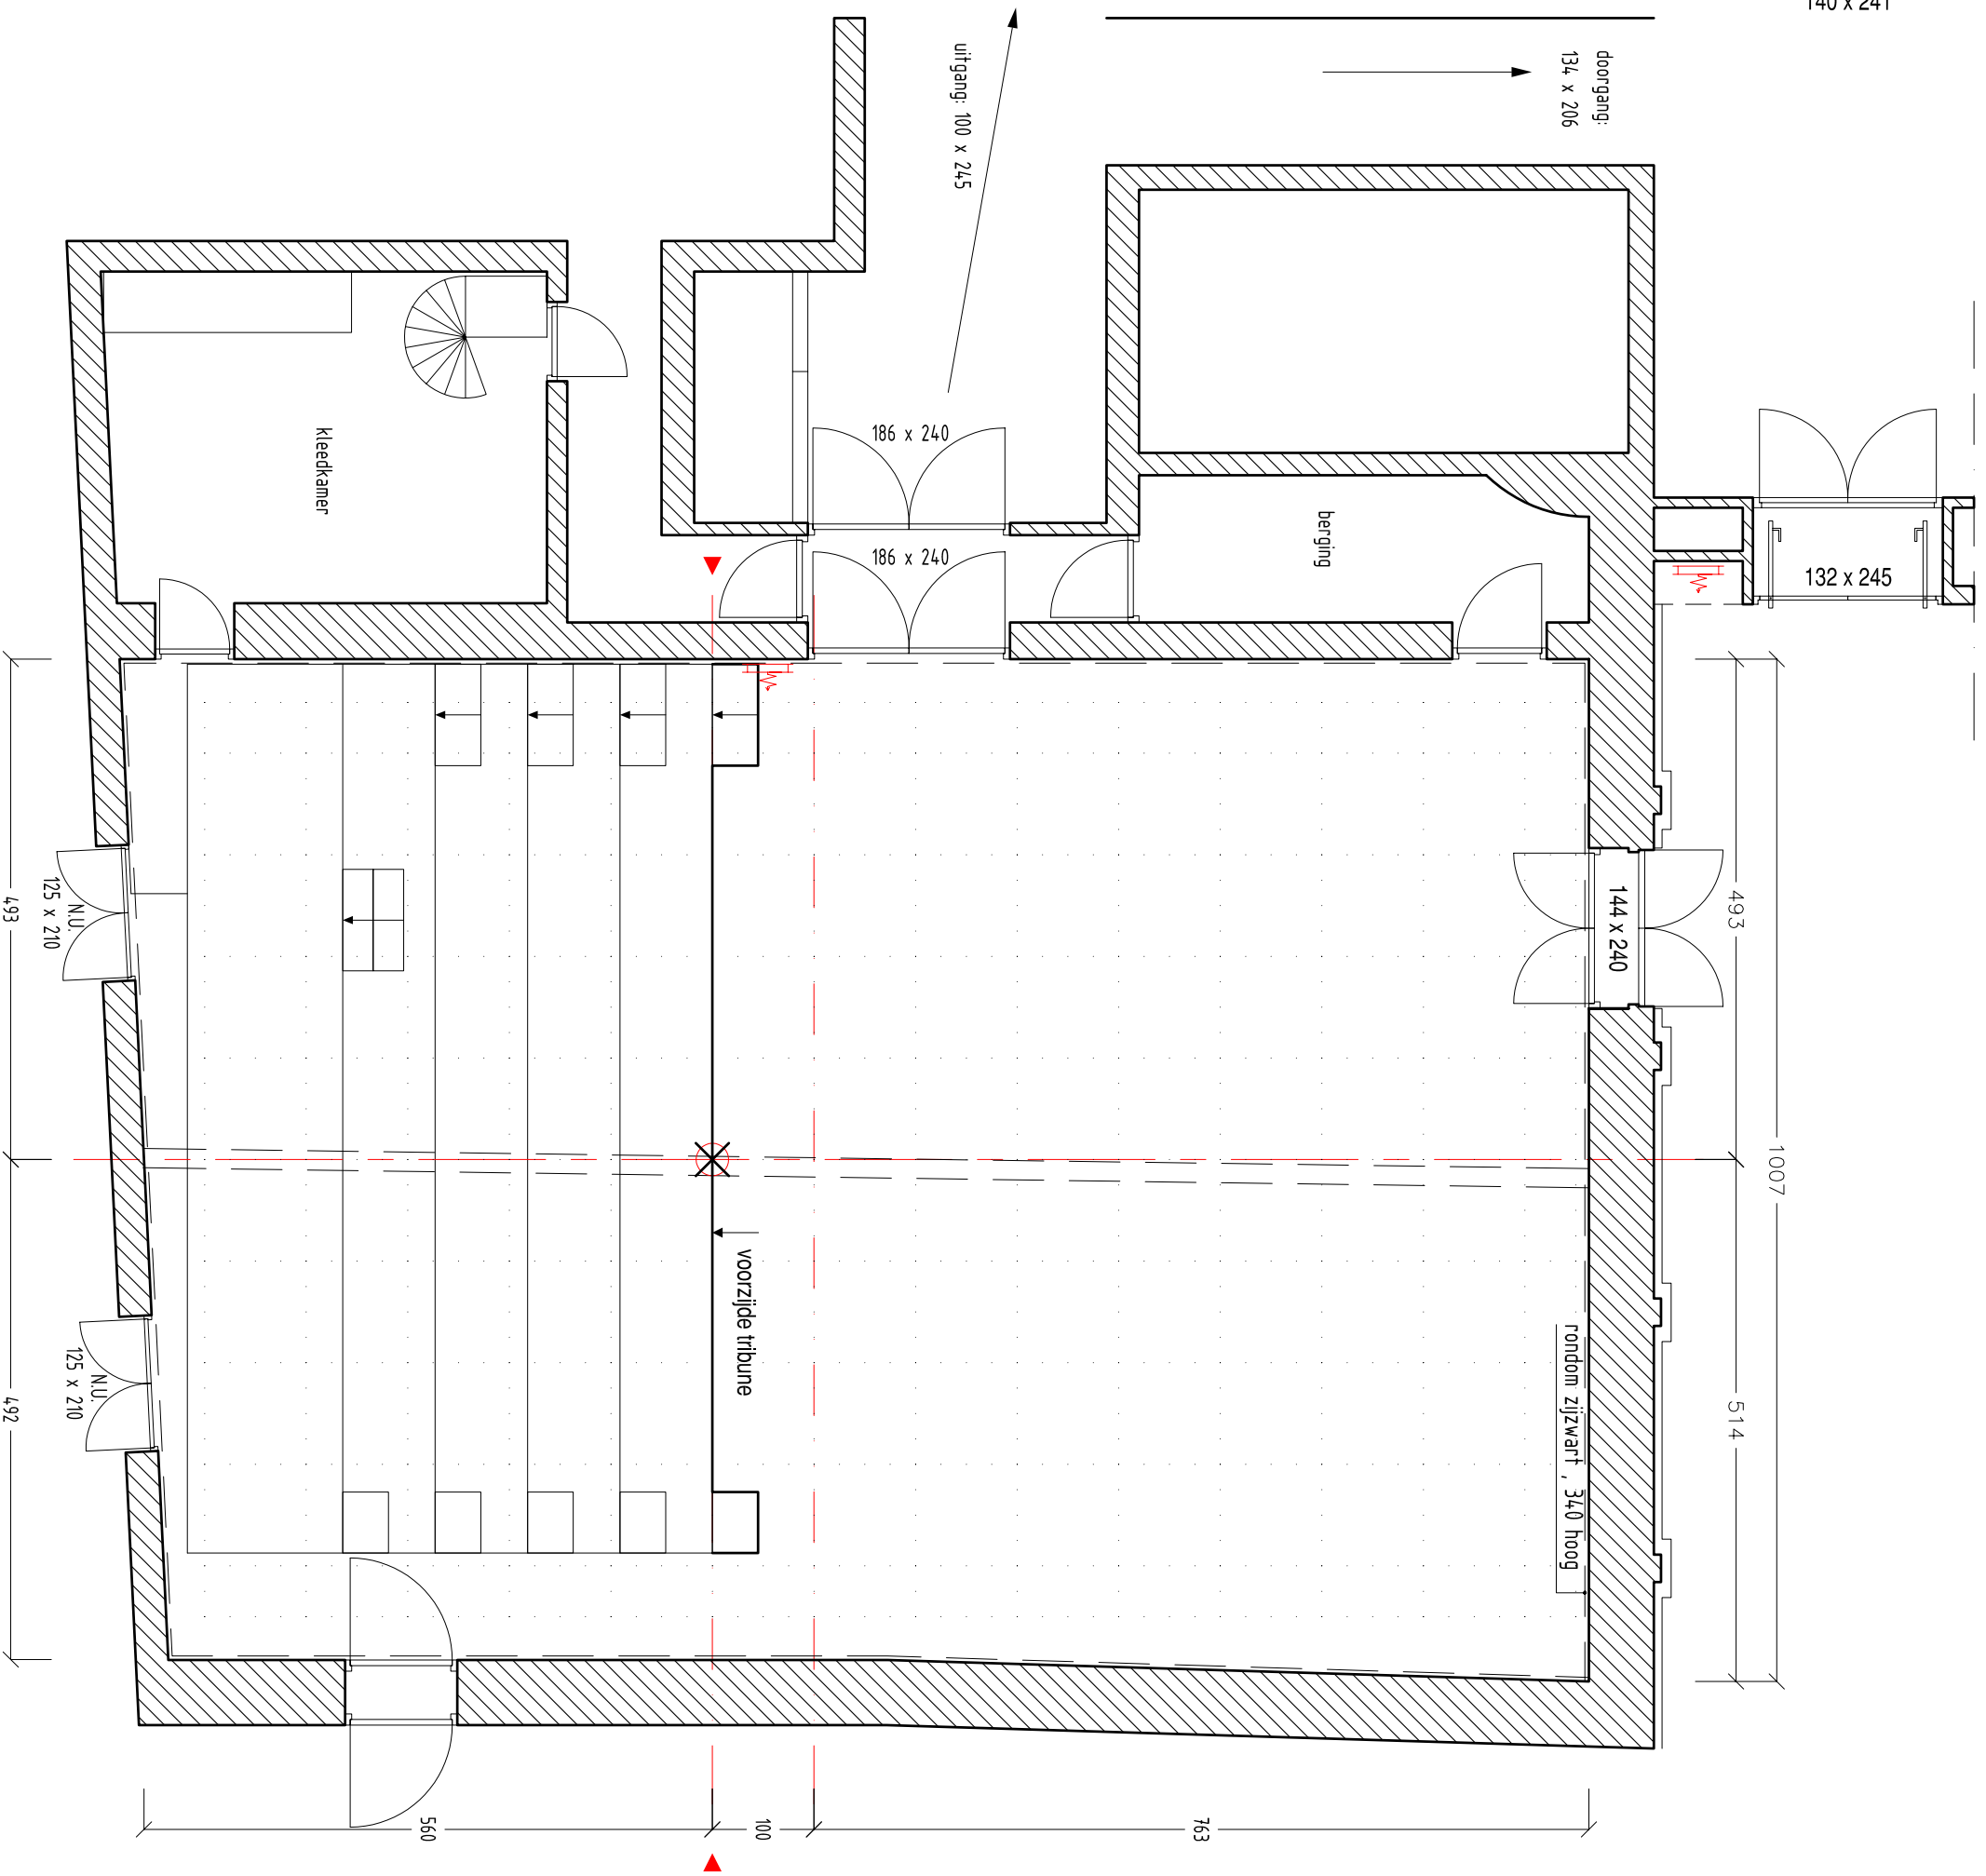 140 x 241
doorgang:
134 x 206
uitgang: 100 x 245
186 x 240
kleedkamer
berging
186 x 240
132 x 245
144 x 240
493
1007
514
N.U.
125 x 210
493
voorzijde tribune
rondom zijzwart , 340 hoog
N.U.
125 x 210
492
560
100
763